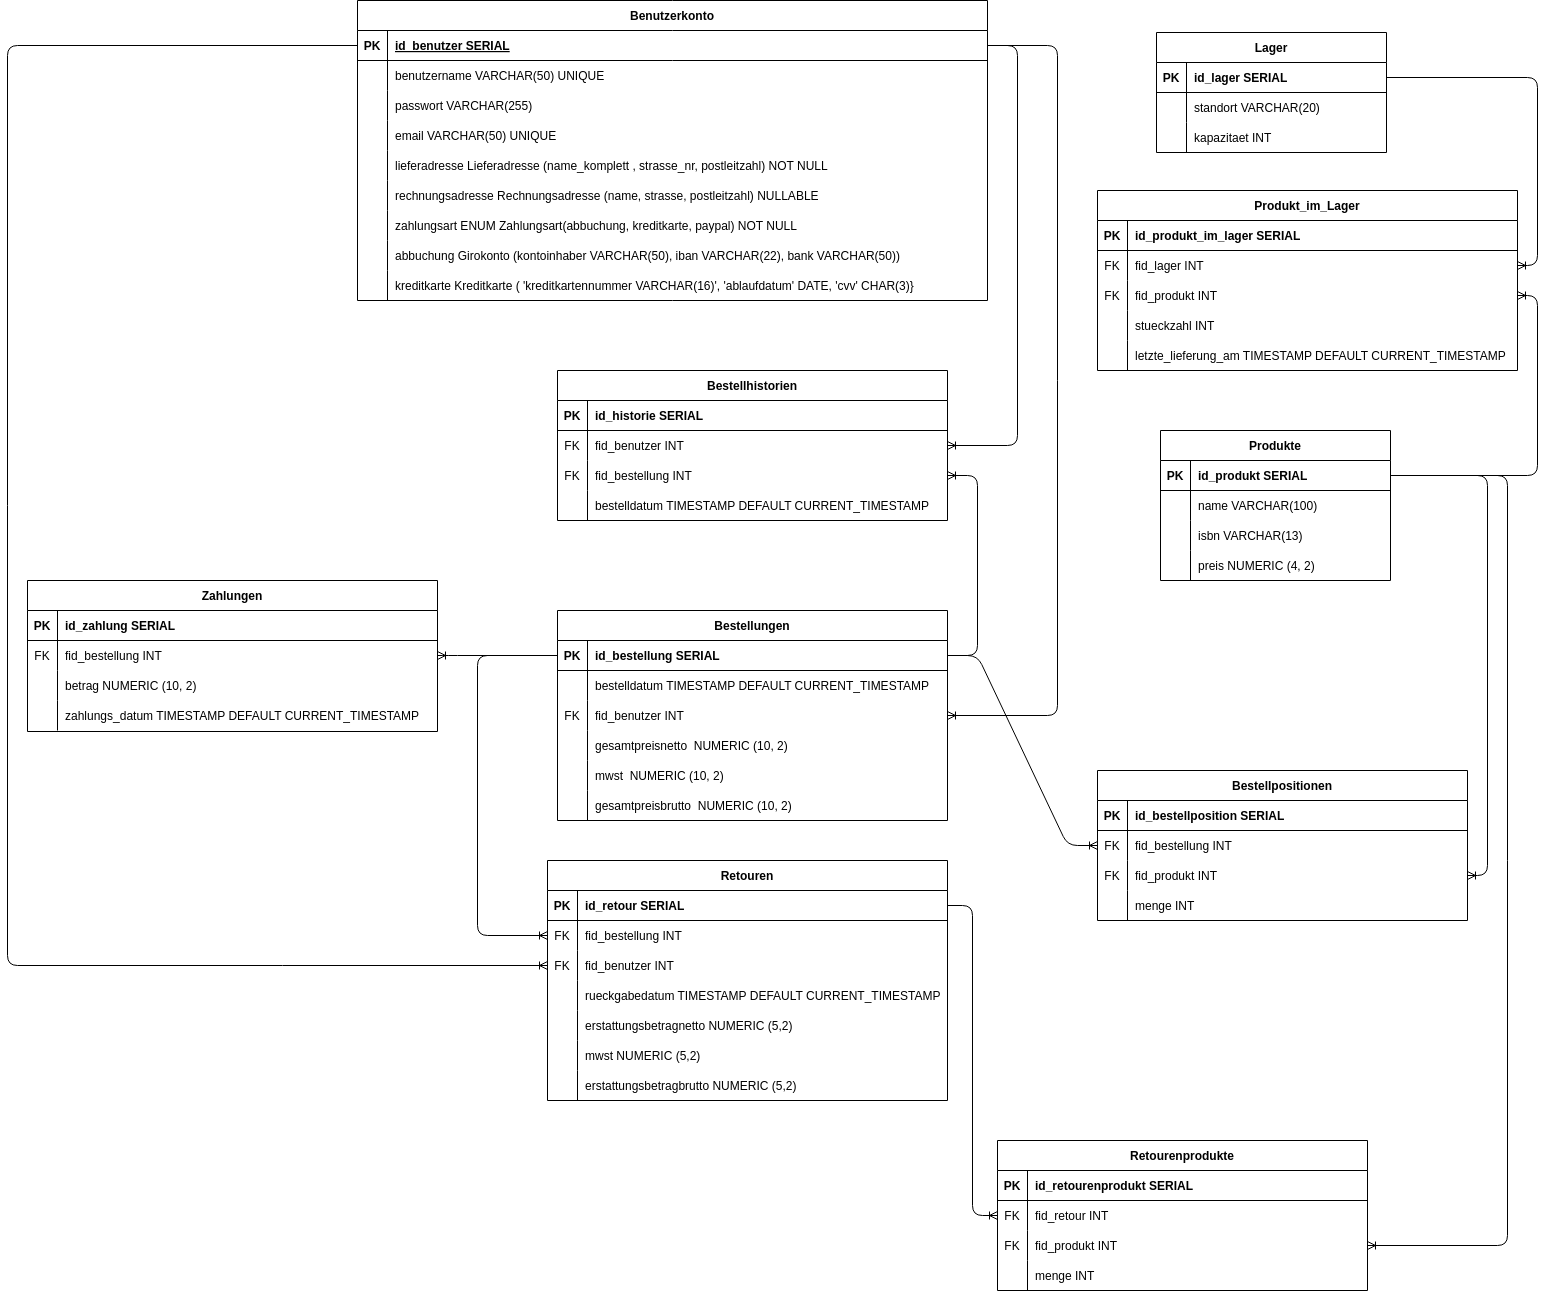 Benutzerkonto
PK id_benutzer SERIAL
benutzername VARCHAR(50) UNIQUE
passwort VARCHAR(255)
email VARCHAR(50) UNIQUE
lieferadresse Lieferadresse (name_komplett , strasse_nr, postleitzahl) NOT NULL
rechnungsadresse Rechnungsadresse (name, strasse, postleitzahl) NULLABLE
zahlungsart ENUM Zahlungsart(abbuchung, kreditkarte, paypal) NOT NULL
abbuchung Girokonto (kontoinhaber VARCHAR(50), iban VARCHAR(22), bank VARCHAR(50))
kreditkarte Kreditkarte ( 'kreditkartennummer VARCHAR(16)', 'ablaufdatum' DATE, 'cvv' CHAR(3)}
Lager
PK id_lager SERIAL
standort VARCHAR(20)
kapazitaet INT
Produkt_im_Lager
PK id_produkt_im_lager SERIAL
FK fid_lager INT
FK fid_produkt INT
stueckzahl INT
letzte_lieferung_am TIMESTAMP DEFAULT CURRENT_TIMESTAMP
Bestellhistorien
PK id_historie SERIAL
FK fid_benutzer INT
FK fid_bestellung INT
bestelldatum TIMESTAMP DEFAULT CURRENT_TIMESTAMP
Produkte
PK id_produkt SERIAL
name VARCHAR(100)
isbn VARCHAR(13)
preis NUMERIC (4, 2)
Zahlungen
PK id_zahlung SERIAL
FK fid_bestellung INT
betrag NUMERIC (10, 2)
zahlungs_datum TIMESTAMP DEFAULT CURRENT_TIMESTAMP
Bestellungen
PK id_bestellung SERIAL
bestelldatum TIMESTAMP DEFAULT CURRENT_TIMESTAMP
FK fid_benutzer INT
gesamtpreisnetto NUMERIC (10, 2)
mwst NUMERIC (10, 2)
gesamtpreisbrutto NUMERIC (10, 2)
Bestellpositionen
PK id_bestellposition SERIAL
FK fid_bestellung INT
FK fid_produkt INT
menge INT
Retouren
PK id_retour SERIAL
FK fid_bestellung INT
FK fid_benutzer INT
rueckgabedatum TIMESTAMP DEFAULT CURRENT_TIMESTAMP
erstattungsbetragnetto NUMERIC (5,2)
mwst NUMERIC (5,2)
erstattungsbetragbrutto NUMERIC (5,2)
Retourenprodukte
PK id_retourenprodukt SERIAL
FK fid_retour INT
FK fid_produkt INT
menge INT